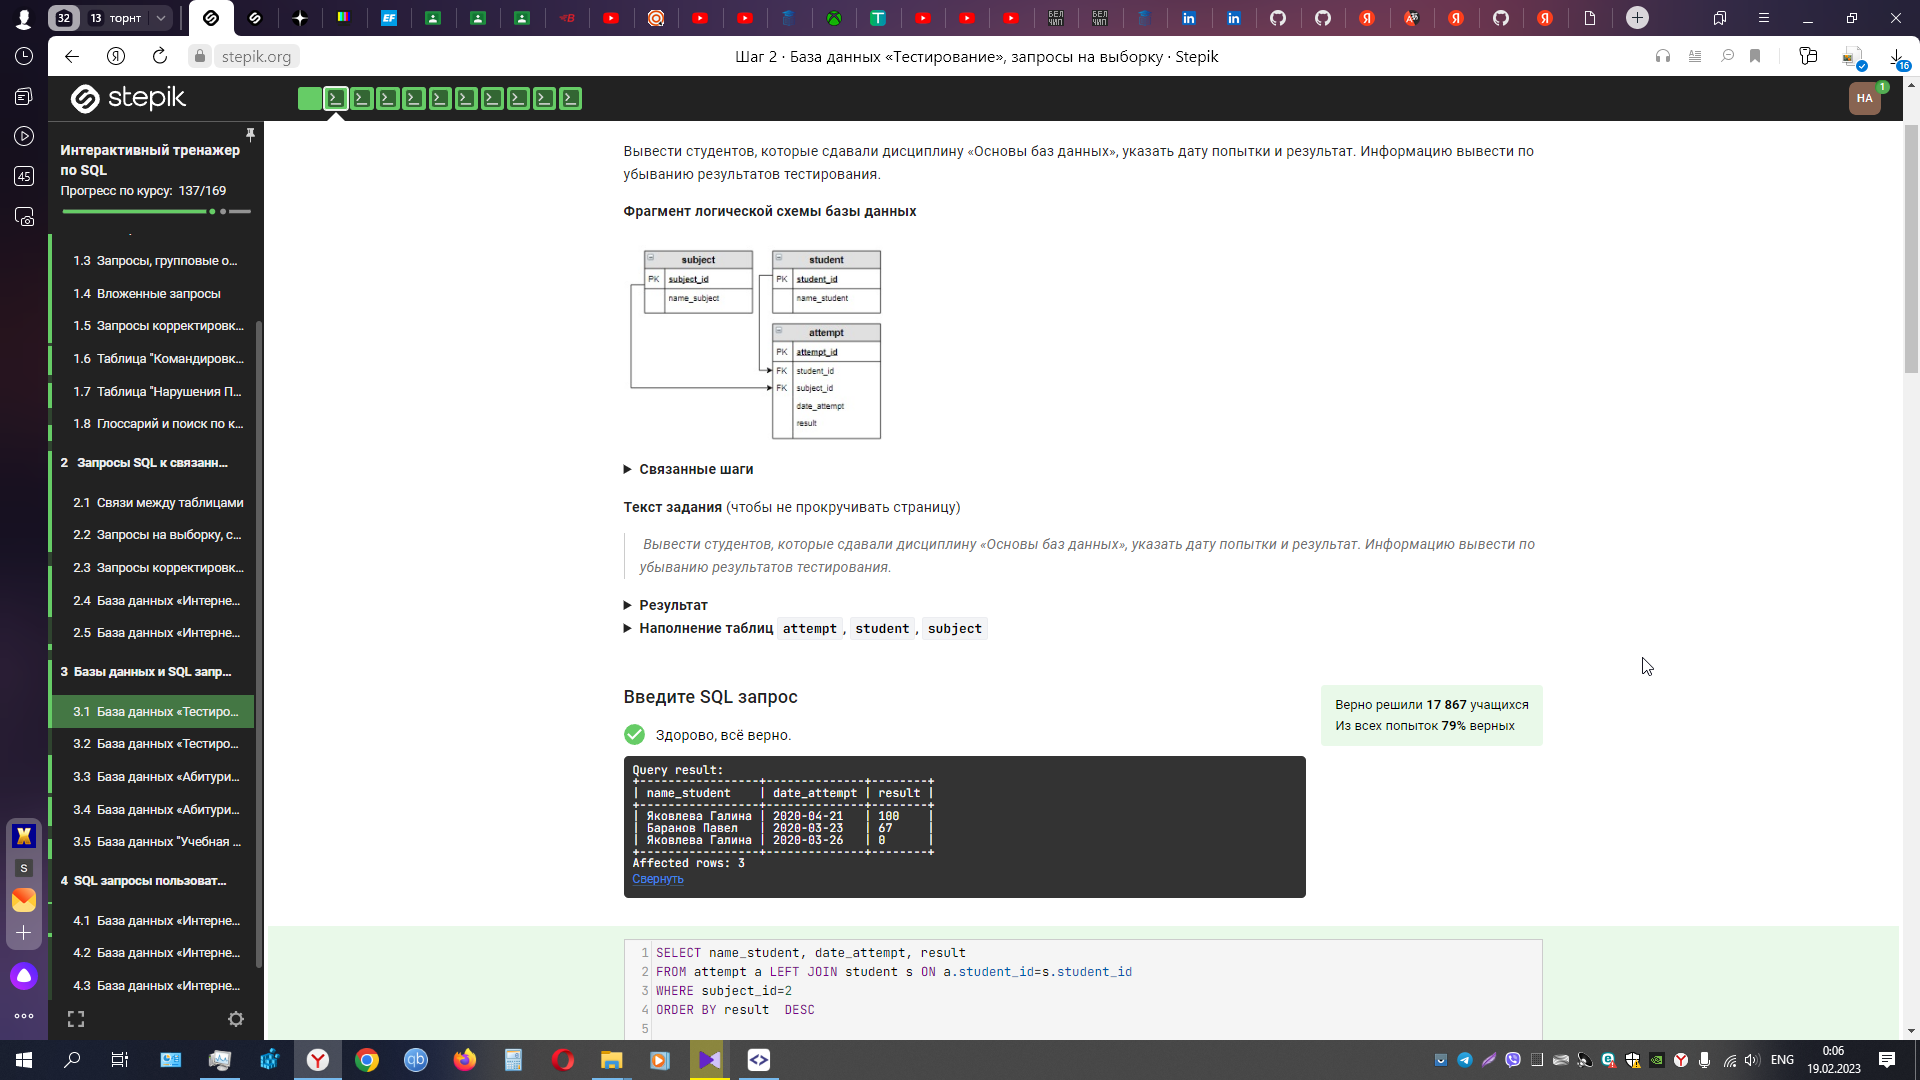 32
13
торнт
БЕЛ ЧИП
БЕЛ ЧИП
stepik.org
Шаг 2 · База данных «Тестирование», запросы на выборку · Stepik
16
stepik
HA
1
45
Интерактивный тренажер по SQL
Прогресс по курсу: 137/169
1.3 Запросы, групповые о...
1.4 Вложенные запросы
1.5 Запросы корректировк...
1.6 Таблица "Командировк...
1.7 Таблица "Нарушения П...
1.8 Глоссарий и поиск по к...
2 Запросы SQL к связанн...
2.1 Связи между таблицами
2.2 Запросы на выборку, с...
2.3 Запросы корректировк...
2.4 База данных «Интерне...
2.5 База данных «Интерне...
3 Базы данных и SQL запр...
3.1 База данных «Тестиро...
3.2 База данных «Тестиро...
3.3 База данных «Абитури...
3.4 База данных «Абитури...
3.5 База данных "Учебная ...
4 SQL запросы пользоват...
4.1 База данных «Интерне...
4.2 База данных «Интерне...
4.3 База данных «Интерне...
Вывести студентов, которые сдавали дисциплину «Основы баз данных», указать дату попытки и результат. Информацию вывести по
убыванию результатов тестирования.
Фрагмент логической схемы базы данных
subject
PK subject_id
name_subject
student
PK student_id
name_student
attempt
PK attempt_id
FK student_id
FK subject_id
date_attempt
result
Связанные шаги
Текст задания (чтобы не прокручивать страницу)
Вывести студентов, которые сдавали дисциплину «Основы баз данных», указать дату попытки и результат. Информацию вывести по
убыванию результатов тестирования.
Результат
Наполнение таблиц attempt, student, subject
Введите SQL запрос
Здорово, всё верно.
Верно решили 17 867 учащихся
Из всех попыток 79% верных
Query result:
+-----------------+--------------+--------+
| name_student    | date_attempt | result |
+-----------------+--------------+--------+
| Яковлева Галина | 2020-04-21   | 100    |
| Баранов Павел   | 2020-03-23   | 67     |
| Яковлева Галина | 2020-03-26   | 0      |
+-----------------+--------------+--------+
Affected rows: 3
Свернуть
1 SELECT name_student, date_attempt, result
2 FROM attempt a LEFT JOIN student s ON a.student_id=s.student_id
3 WHERE subject_id=2
4 ORDER BY result  DESC
5
ENG
0:06
19.02.2023